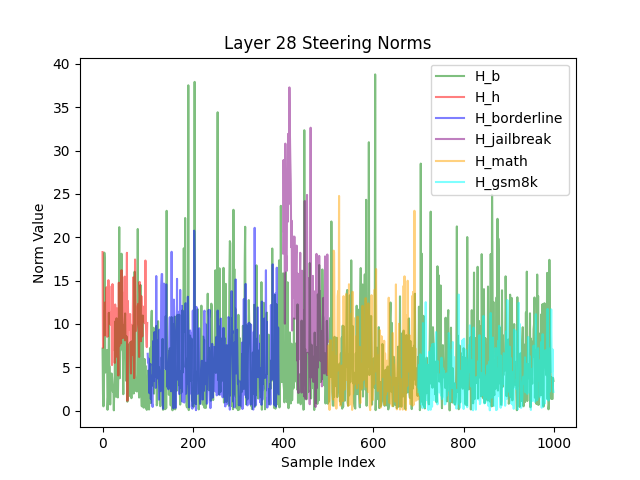 Layer 28 Steering Norms
40
35
30
25
20
15
10
5
0
Norm Value
H_b
H_h
H_borderline
H_jailbreak
H_math
H_gsm8k
0
200
400
600
800
1000
Sample Index